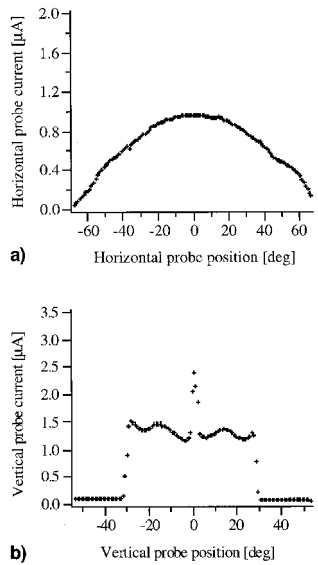 2.0
1.6
1.2
0.8
0.4
0.0
Horizontal probe current [µA]
-60 -40 -20 0 20 40 60
a) Horizontal probe position [deg]
3.5
3.0
2.5
2.0
1.5
1.0
0.5
0.0
Vertical probe current [µA]
-40 -20 0 20 40
b) Vertical probe position [deg]